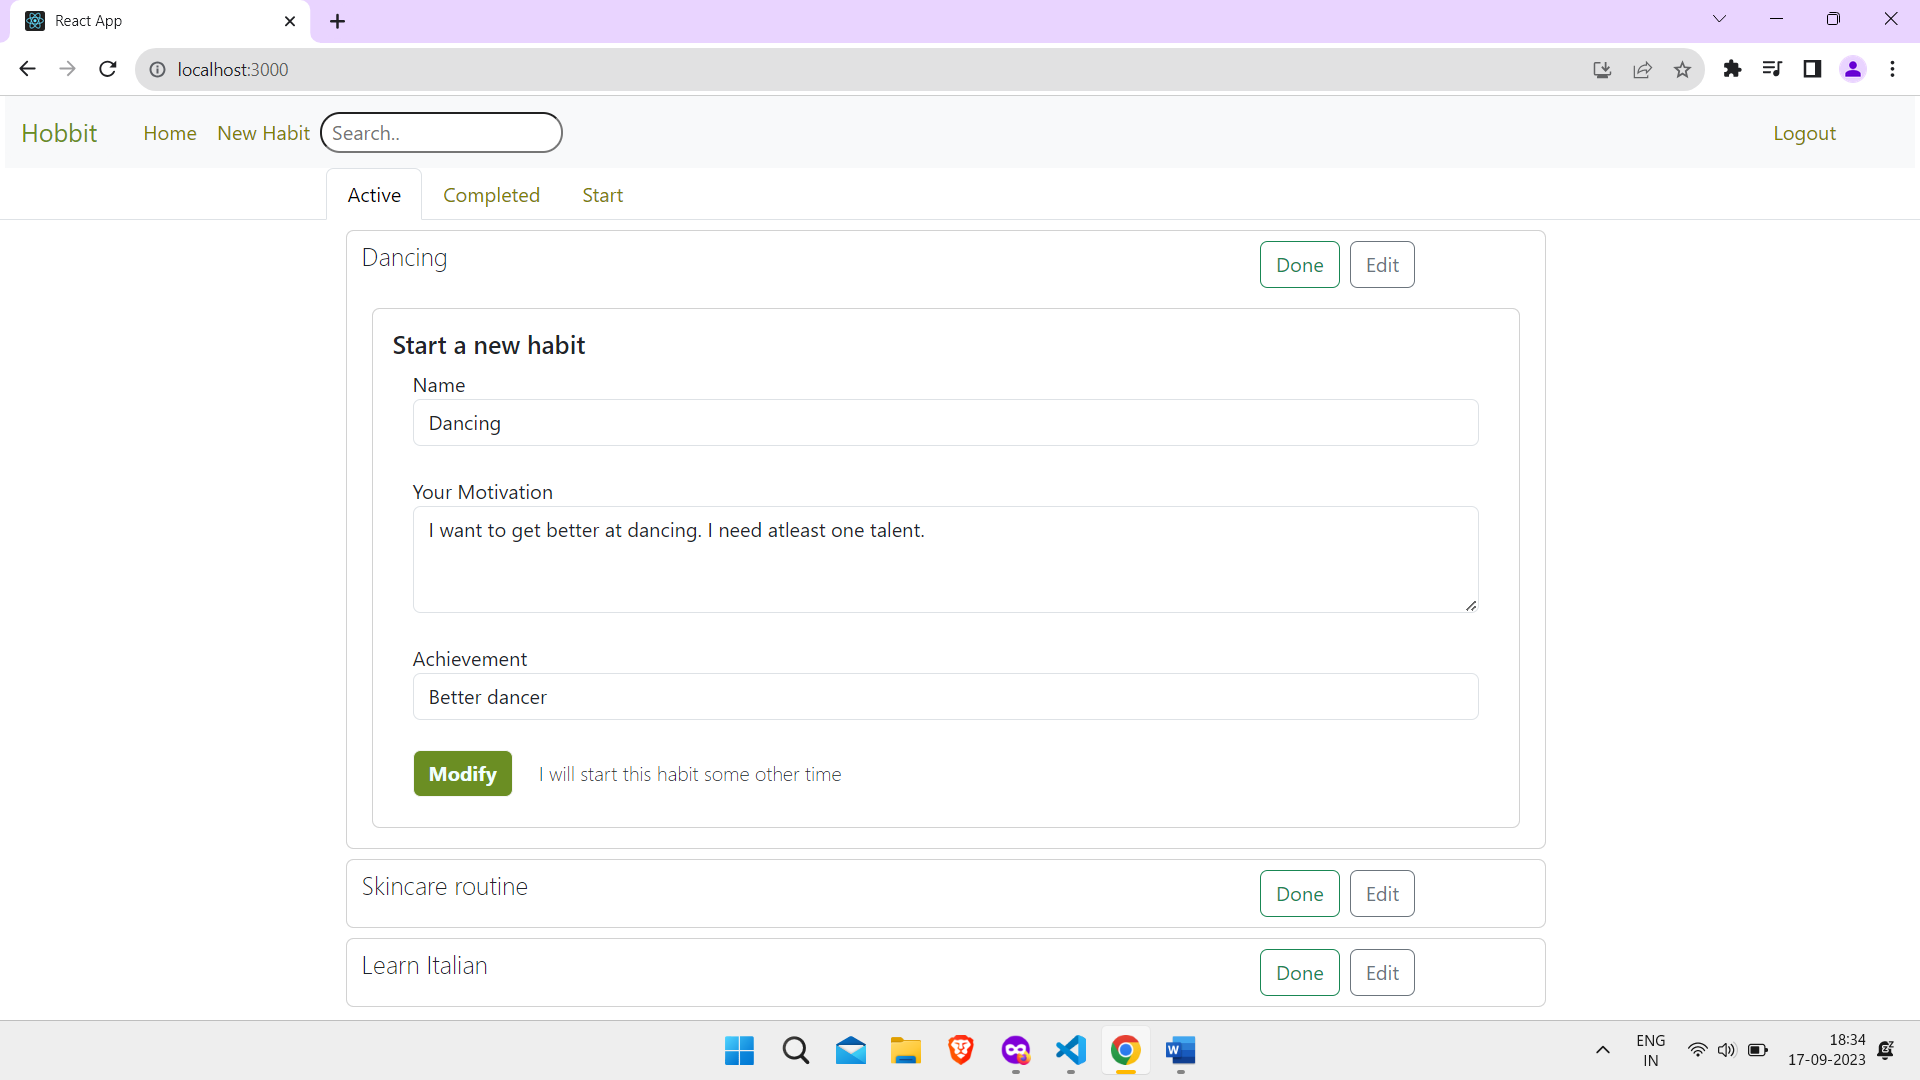 React App
localhost:3000
Hobbit Home New Habit Search.. Logout
Active Completed Start
Dancing Done Edit
Start a new habit
Name
Dancing
Your Motivation
I want to get better at dancing. I need atleast one talent.
Achievement
Better dancer
Modify I will start this habit some other time
Skincare routine Done Edit
Learn Italian Done Edit
ENG 18:34
IN 17-09-2023